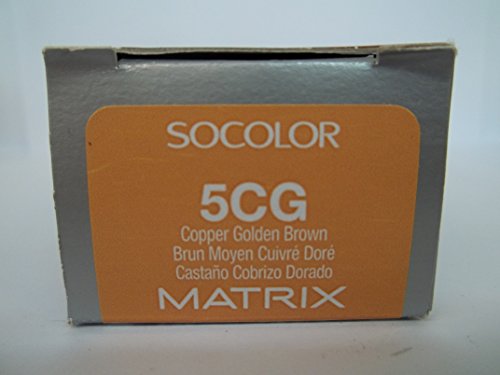 SOCOLOR
5CG
Copper Golden Brown
Brun Moyen Cuivré Doré
Castaño Cobrizo Dorado
MATRIX